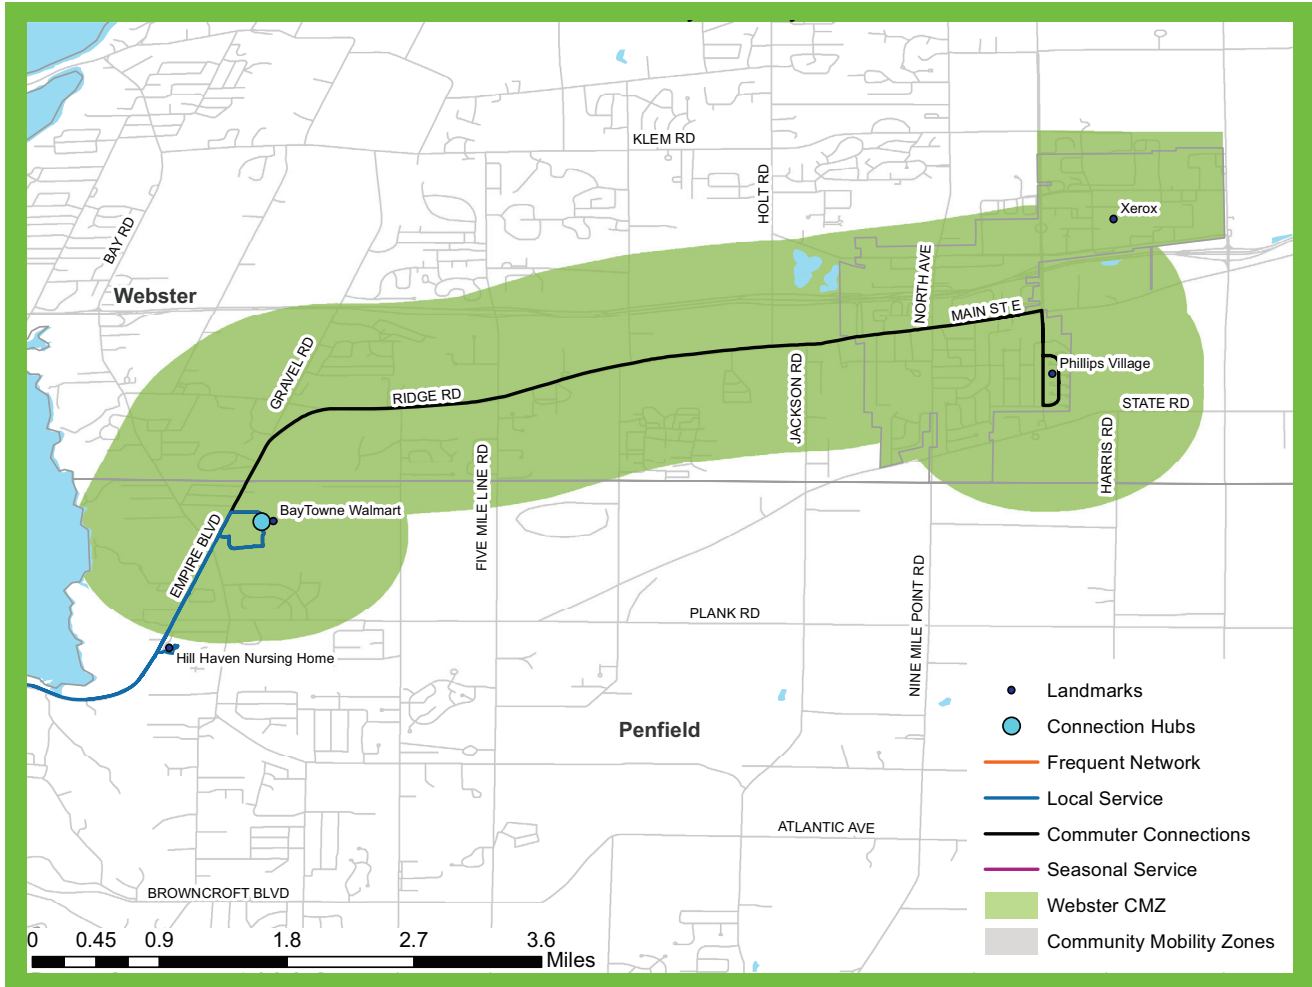 KLEM RD
HOLT RD
Xerox
BAY RD
NORTH AVE
Webster
MAIN ST E
GRAVEL RD
Phillips Village
JACKSON RD
RIDGE RD
STATE RD
HARRIS RD
FIVE MILE LINE RD
BayTowne Walmart
EMPIRE BLVD
NINE MILE POINT RD
PLANK RD
Hill Haven Nursing Home
Penfield
ATLANTIC AVE
BROWNCROFT BLVD
Landmarks
Connection Hubs
Frequent Network
Local Service
Commuter Connections
Seasonal Service
Webster CMZ
Community Mobility Zones
0 0.45 0.9 1.8 2.7 3.6
Miles